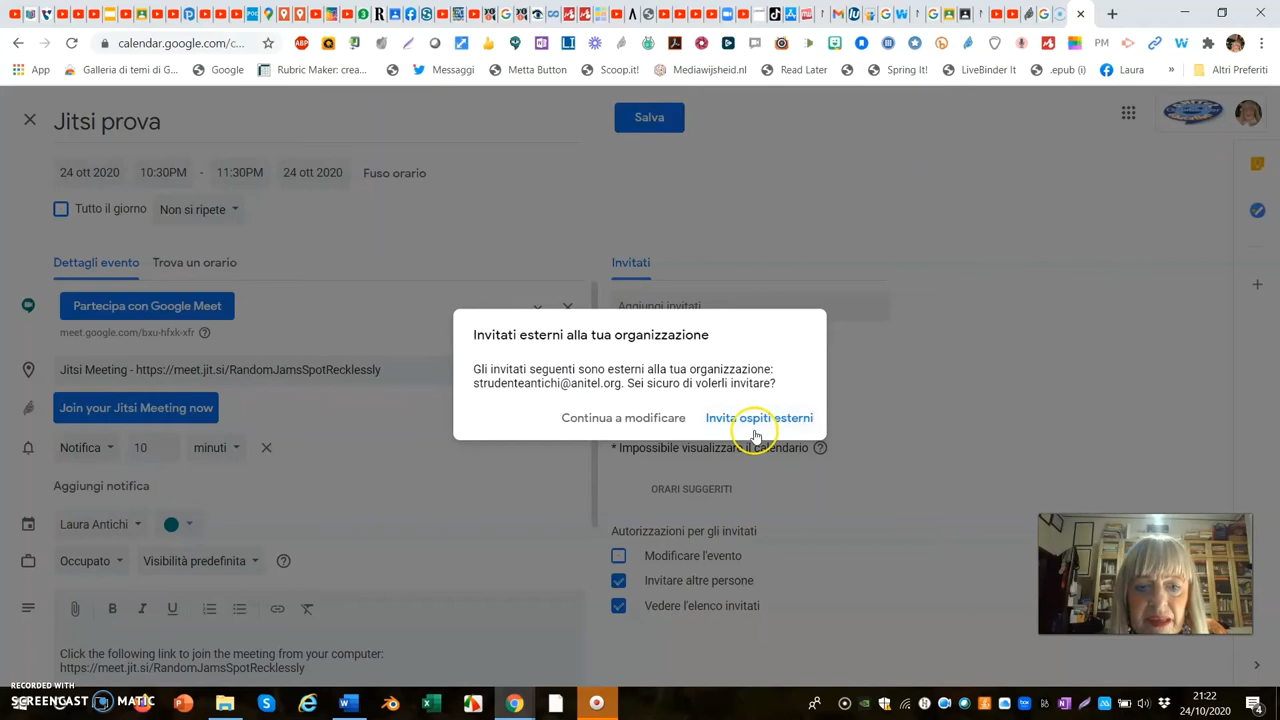 calendar.google.com/c...
ABP
PM
App
Galleria di temi di G...
Google
Rubric Maker: crea...
Messaggi
Metta Button
Scoop.it!
Mediawijsheid.nl
Read Later
Spring It!
LiveBinder It
.epub (i)
Laura
»
Altri Preferiti
Jitsi prova
Salva
24 ott 2020
10:30PM - 11:30PM
24 ott 2020
Fuso orario
Tutto il giorno
Non si ripete
Dettagli evento
Trova un orario
Invitati
Partecipa con Google Meet
Aggiungi invitati
meet.google.com/bxu-hfxk-xfr
Invitati esterni alla tua organizzazione
Gli invitati seguenti sono esterni alla tua organizzazione:
strudenteantichi@anitel.org. Sei sicuro di volerli invitare?
Continua a modificare
Invita ospiti esterni
Jitsi Meeting - https://meet.jit.si/RandomJamsSpotRecklessly
Join your Jitsi Meeting now
Notifica
10
minuti
* Impossibile visualizzare il calendario
Aggiungi notifica
ORARI SUGGERITI
Laura Antichi
Autorizzazioni per gli invitati
Occupato
Visibilità predefinita
Modificare l'evento
Invitare altre persone
Vedere l'elenco invitati
B I U
Click the following link to join the meeting from your computer:
https://meet.jit.si/RandomJamsSpotRecklessly
RECORDED WITH
SCREENCAST MATIC
21:22
24/10/2020
4